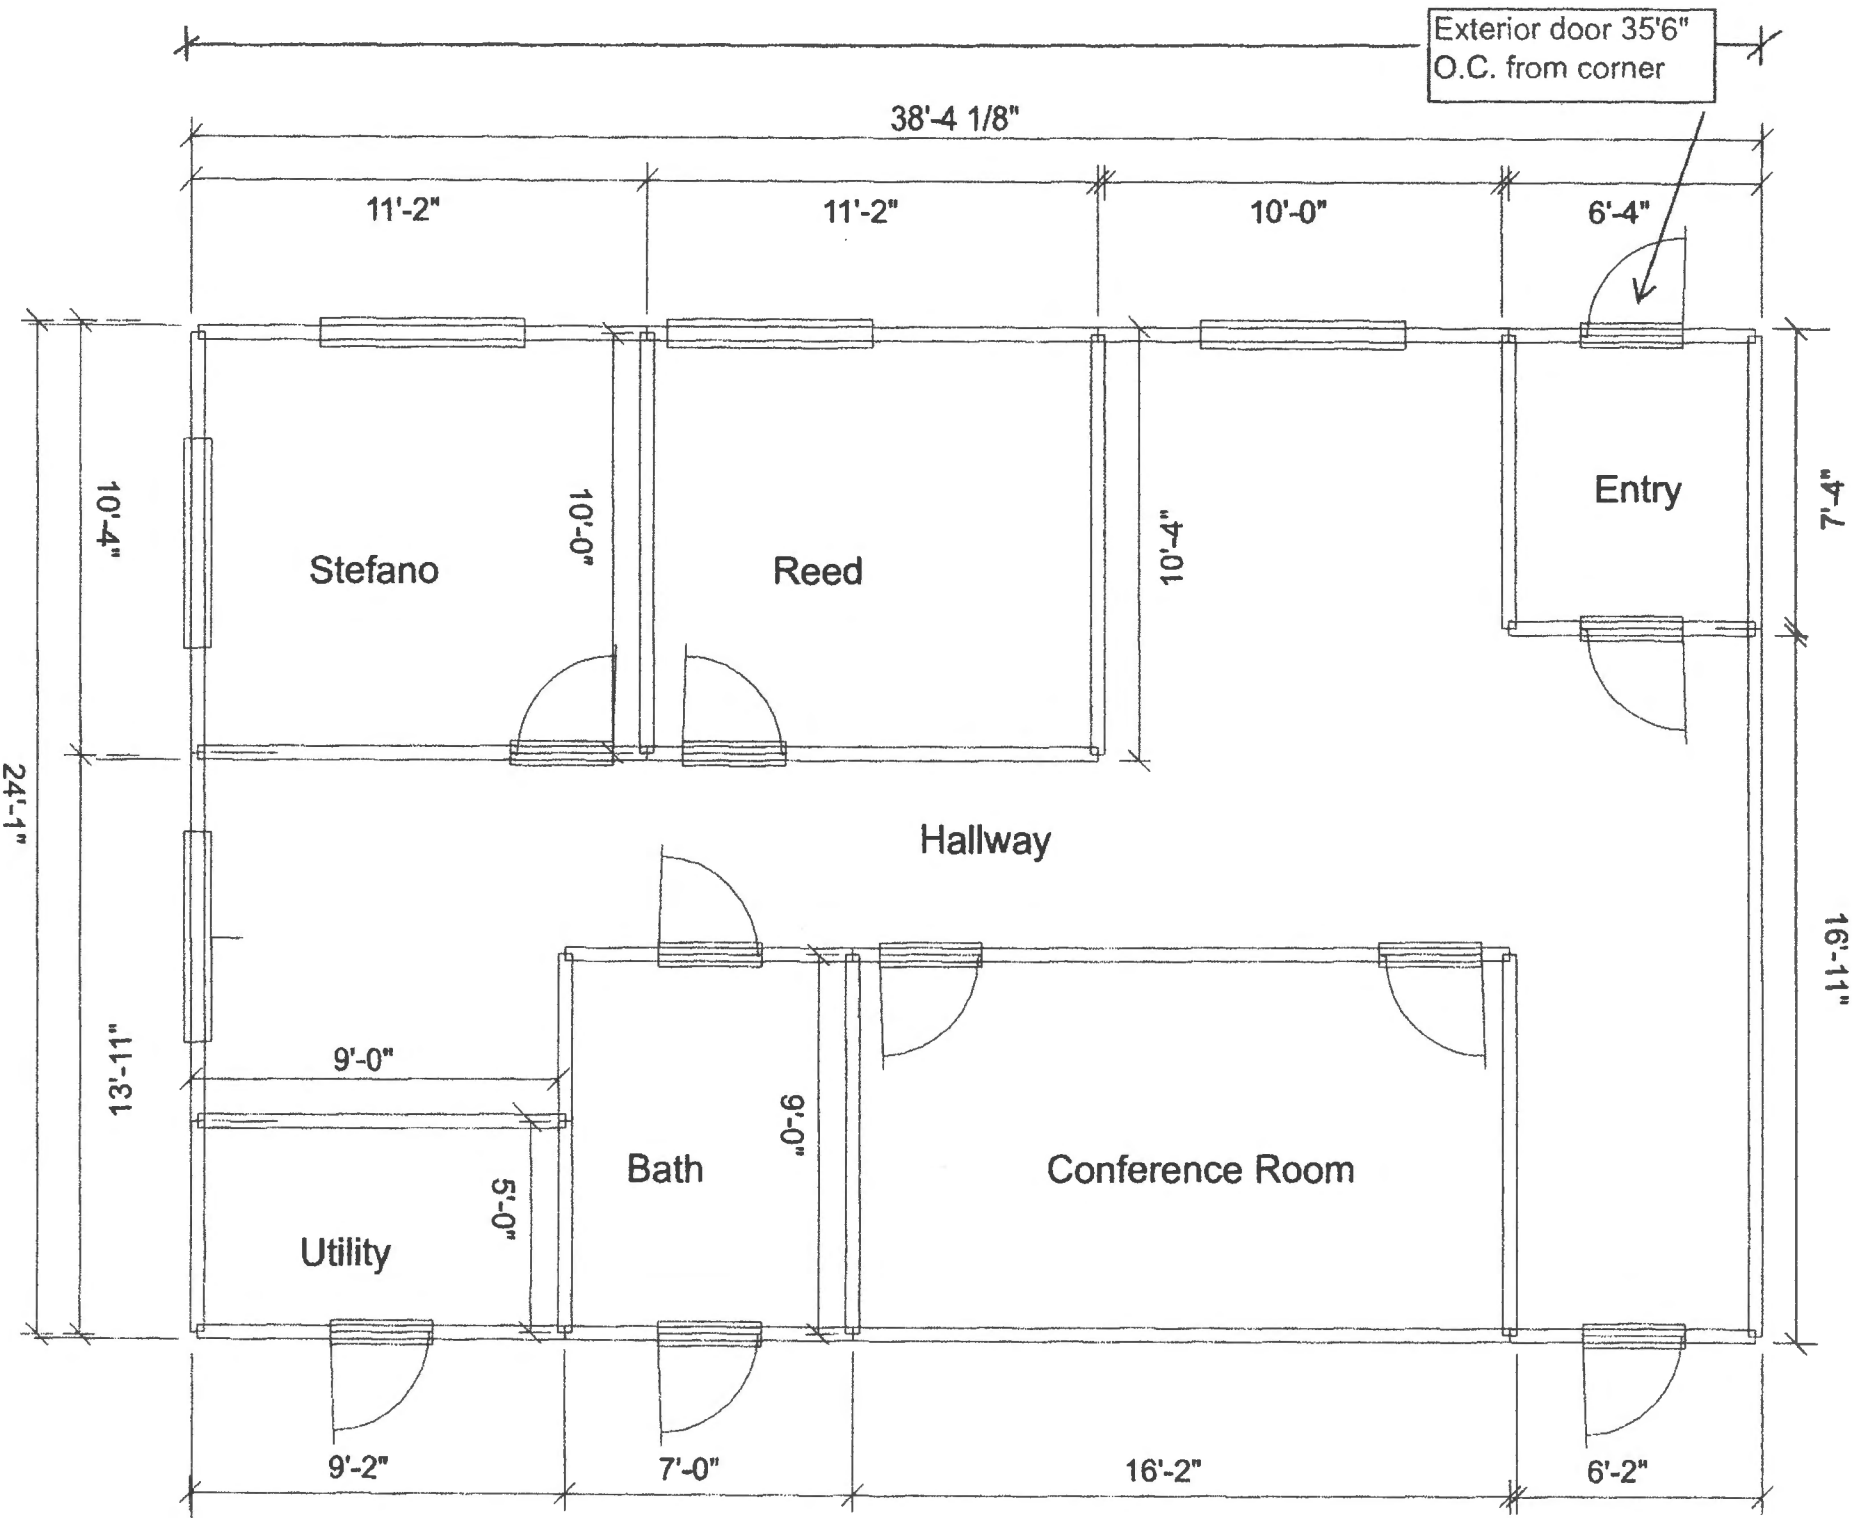 Exterior door 35'6"
O.C. from corner
38'-4 1/8"
11'-2"
11'-2"
10'-0"
6'-4"
10'-4"
10'-0"
10'-4"
Entry
7'-4"
Stefano
Reed
24'-1"
Hallway
16'-11"
13'-11"
9'-0"
9'-0"
5'-0"
Bath
Conference Room
Utility
9'-2"
7'-0"
16'-2"
6'-2"